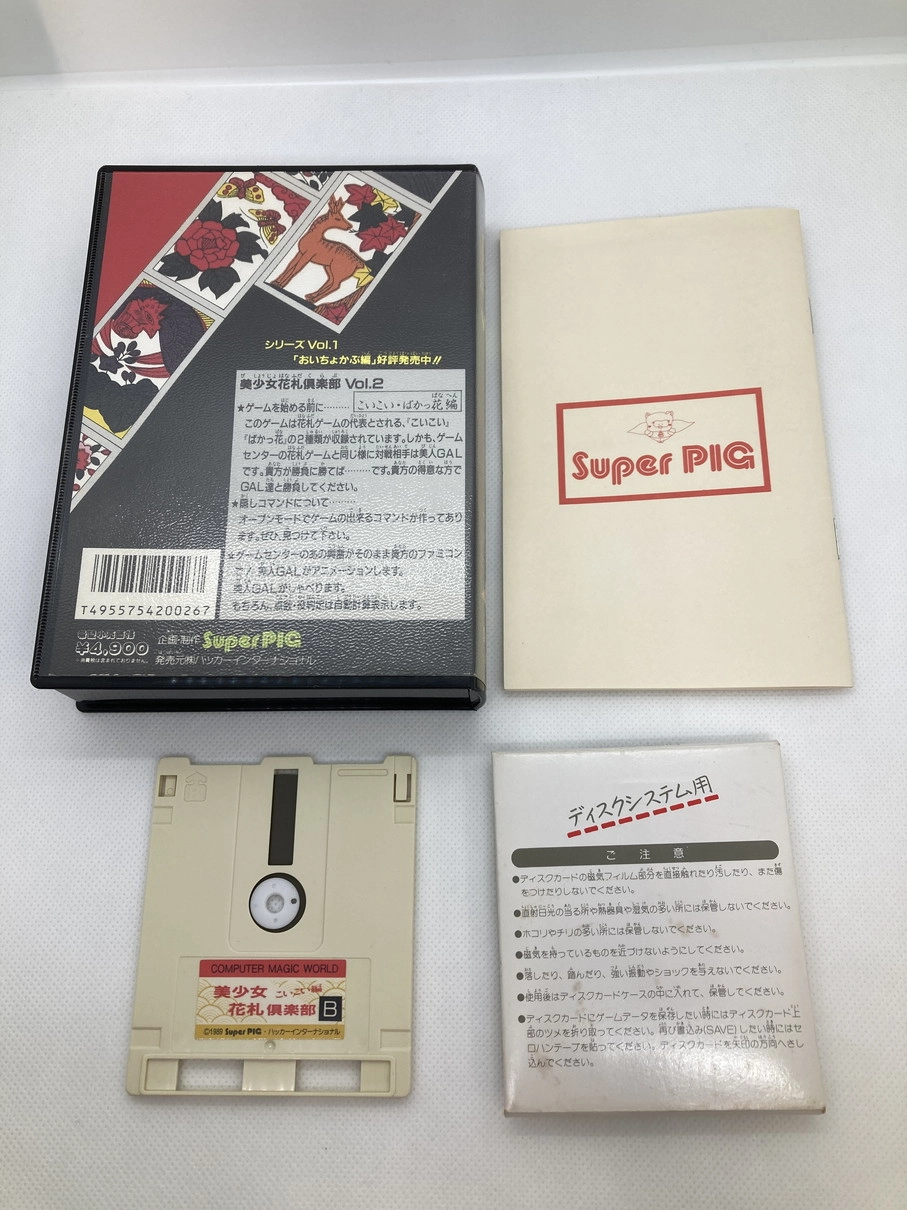 シリーズ Vol.1
「おいちょかぶ編」好評発売中!!
美少女花札倶楽部 Vol.2
こいこい・ばかっ花編
★ゲームを始める前に………
このゲームは花札ゲームの代表とされる、「こいこい」
「ばかっ花」の2種類が収録されています。しかも、ゲーム
センターの花札ゲームと同じ様に対戦相手は美人GAL
です。貴方が勝負に勝てば………です。貴方の得意な方で
GAL達と勝負してください。
★隠しコマンドについて………
オープンモードでゲームの出来るコマンドが作ってあり
ます。ぜひ、見つけて下さい。
★ゲームセンターのあの興奮がそのまま貴方のファミコン
で！ 美人GALがアニメーションします。
美人GALがしゃべります。
もちろん、点数・役判定は自動計算表示します。
T4955754200267
¥4,900
企画・制作 Super PIG
発売元㈱ハッカーインターナショナル
Super PIG
COMPUTER MAGIC WORLD
美少女 こいこい編
花札倶楽部 B
©1989 Super PIG・ハッカーインターナショナル
ディスクシステム用
ご注意
●ディスクカードの磁気フィルム部分を直接触れたり汚したり、また傷
をつけたりしないでください。
●直射日光の当る所や熱器具や湿気の多い所には保管しないでください。
●ホコリやチリの多い所には保管しないでください。
●磁気を持っているものを近づけないようにしてください。
●落したり、踏んだり、強い振動やショックを与えないでください。
●使用後はディスクカードケースの中に入れて、保管してください。
●ディスクカードにゲームデータを保存したい時にはディスクカード上
部のツメを折り取ってください。再び書込み(SAVE)したい時にはセ
ロハンテープを貼ってください。ディスクカードを矢印の方向へさし
込んでください。